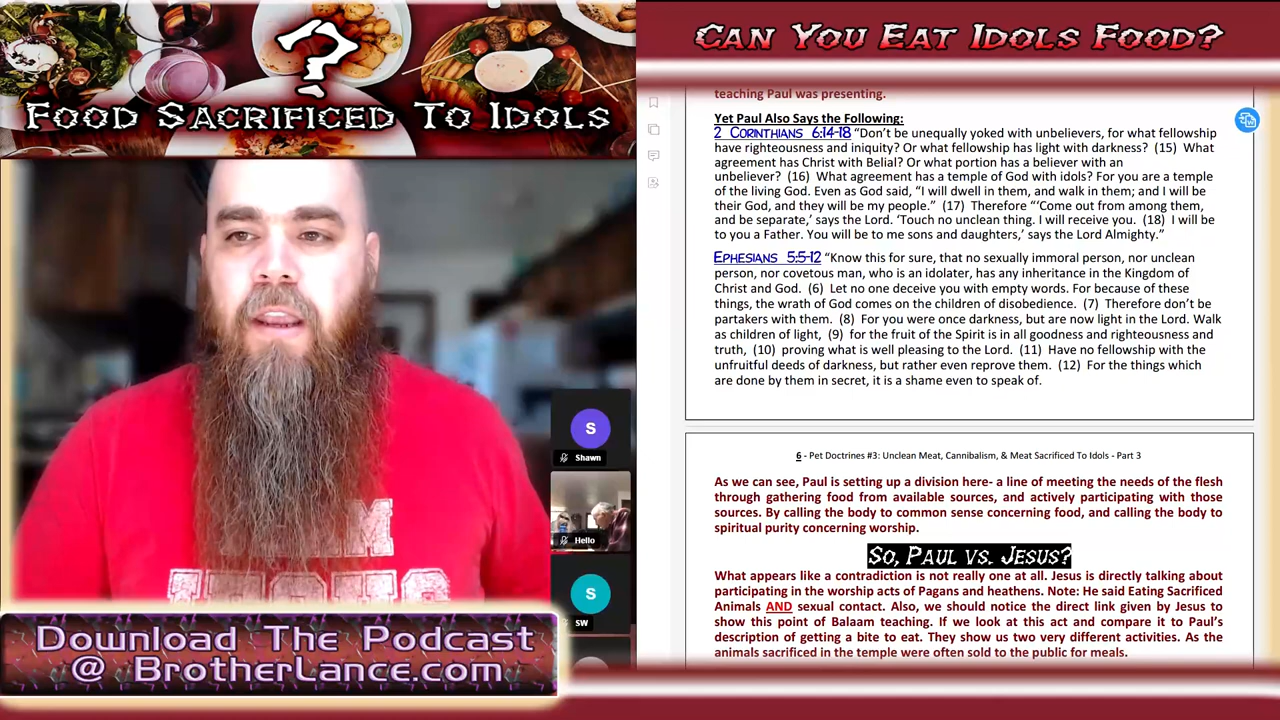 ?
FOOD SACRIFICED TO IDOLS
S
Shawn
Hello
S
SW
DOWNLOAD THE PODCAST
@ BROTHERLANCE.COM
CAN YOU EAT IDOLS FOOD?
teaching Paul was presenting.
Yet Paul Also Says the Following:
2 CORINTHIANS 6:14-18 “Don’t be unequally yoked with unbelievers, for what fellowship
have righteousness and iniquity? Or what fellowship has light with darkness? (15) What
agreement has Christ with Belial? Or what portion has a believer with an
unbeliever? (16) What agreement has a temple of God with idols? For you are a temple
of the living God. Even as God said, “I will dwell in them, and walk in them; and I will be
their God, and they will be my people.” (17) Therefore “‘Come out from among them,
and be separate,’ says the Lord. ‘Touch no unclean thing. I will receive you. (18) I will be
to you a Father. You will be to me sons and daughters,’ says the Lord Almighty.”
EPHESIANS 5:5-12 “Know this for sure, that no sexually immoral person, nor unclean
person, nor covetous man, who is an idolater, has any inheritance in the Kingdom of
Christ and God. (6) Let no one deceive you with empty words. For because of these
things, the wrath of God comes on the children of disobedience. (7) Therefore don’t be
partakers with them. (8) For you were once darkness, but are now light in the Lord. Walk
as children of light, (9) for the fruit of the Spirit is in all goodness and righteousness and
truth, (10) proving what is well pleasing to the Lord. (11) Have no fellowship with the
unfruitful deeds of darkness, but rather even reprove them. (12) For the things which
are done by them in secret, it is a shame even to speak of.
6 - Pet Doctrines #3: Unclean Meat, Cannibalism, & Meat Sacrificed To Idols - Part 3
As we can see, Paul is setting up a division here- a line of meeting the needs of the flesh
through gathering food from available sources, and actively participating with those
sources. By calling the body to common sense concerning food, and calling the body to
spiritual purity concerning worship.
SO, PAUL VS. JESUS?
What appears like a contradiction is not really one at all. Jesus is directly talking about
participating in the worship acts of Pagans and heathens. Note: He said Eating Sacrificed
Animals AND sexual contact. Also, we should notice the direct link given by Jesus to
show this point of Balaam teaching. If we look at this act and compare it to Paul’s
description of getting a bite to eat. They show us two very different activities. As the
animals sacrificed in the temple were often sold to the public for meals.